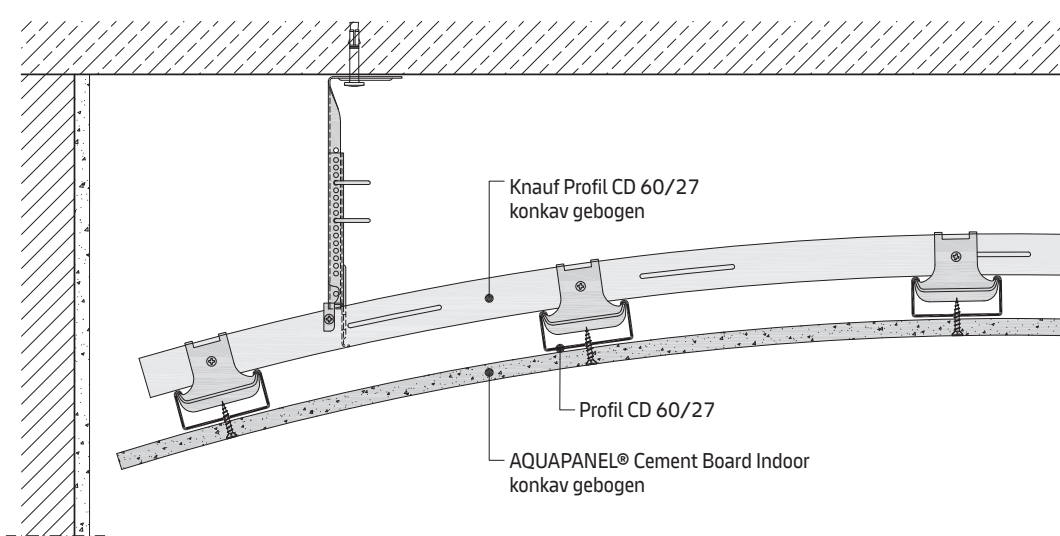 Knauf Profil CD 60/27
konkav gebogen
Profil CD 60/27
AQUAPANEL® Cement Board Indoor
konkav gebogen